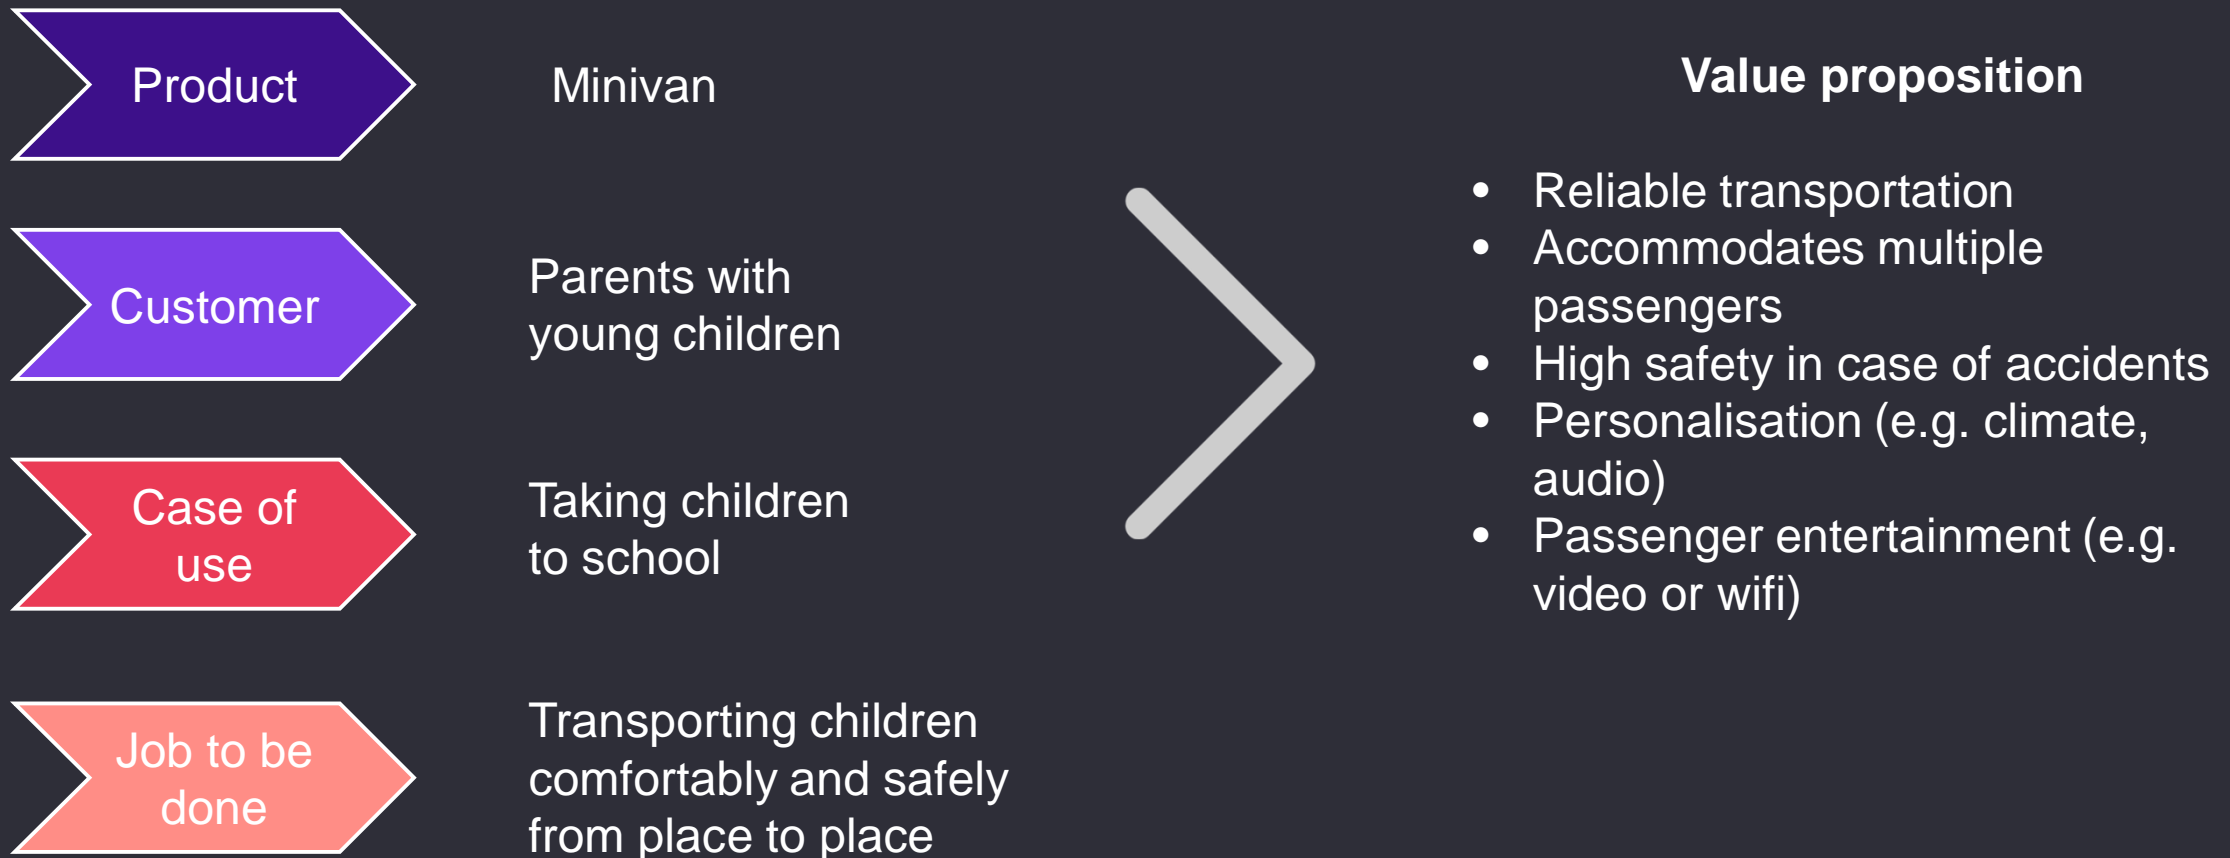 Product
Minivan
Customer
Parents with
young children
Case of
use
Taking children
to school
Job to be
done
Transporting children
comfortably and safely
from place to place
Value proposition
• Reliable transportation
• Accommodates multiple
passengers
• High safety in case of accidents
• Personalisation (e.g. climate,
audio)
• Passenger entertainment (e.g.
video or wifi)